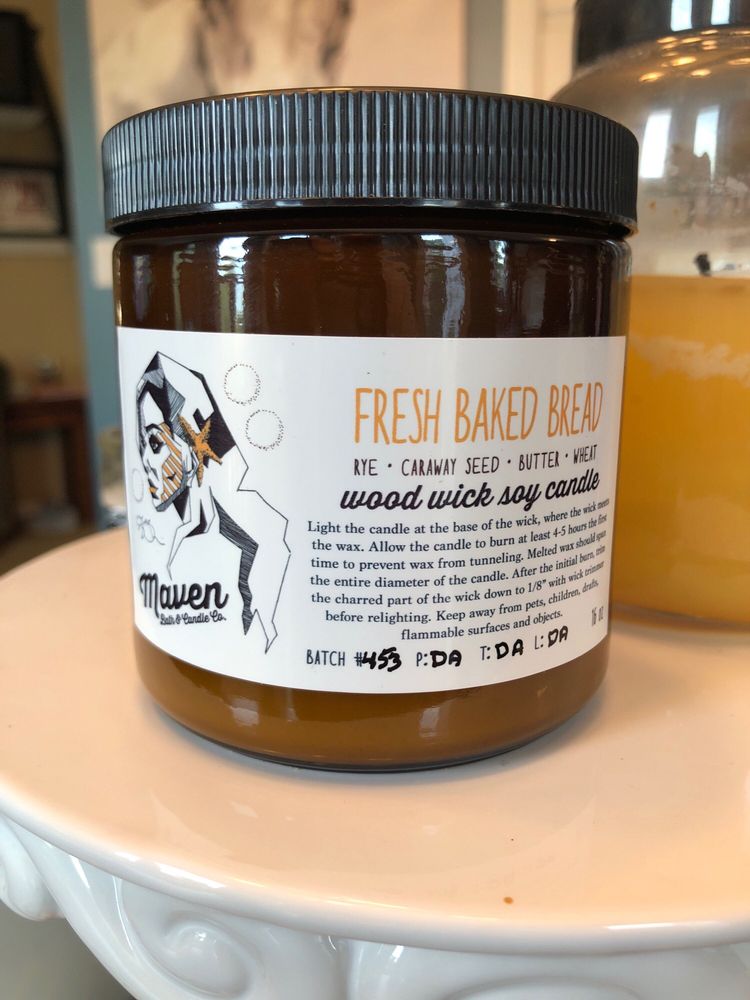 FRESH BAKED BREAD
RYE • CARAWAY SEED • BUTTER • WHEAT
wood wick soy candle
Light the candle at the base of the wick, where the wick meets
the wax. Allow the candle to burn at least 4-5 hours the first
time to prevent wax from tunneling. Melted wax should span
the entire diameter of the candle. After the initial burn, trim
the charred part of the wick down to 1/8" with wick trimmer
before relighting. Keep away from pets, children, drafts,
flammable surfaces and objects.
16 oz
BATCH #453 P:DA T:DA L:DA
Maven
Bath & Candle Co.